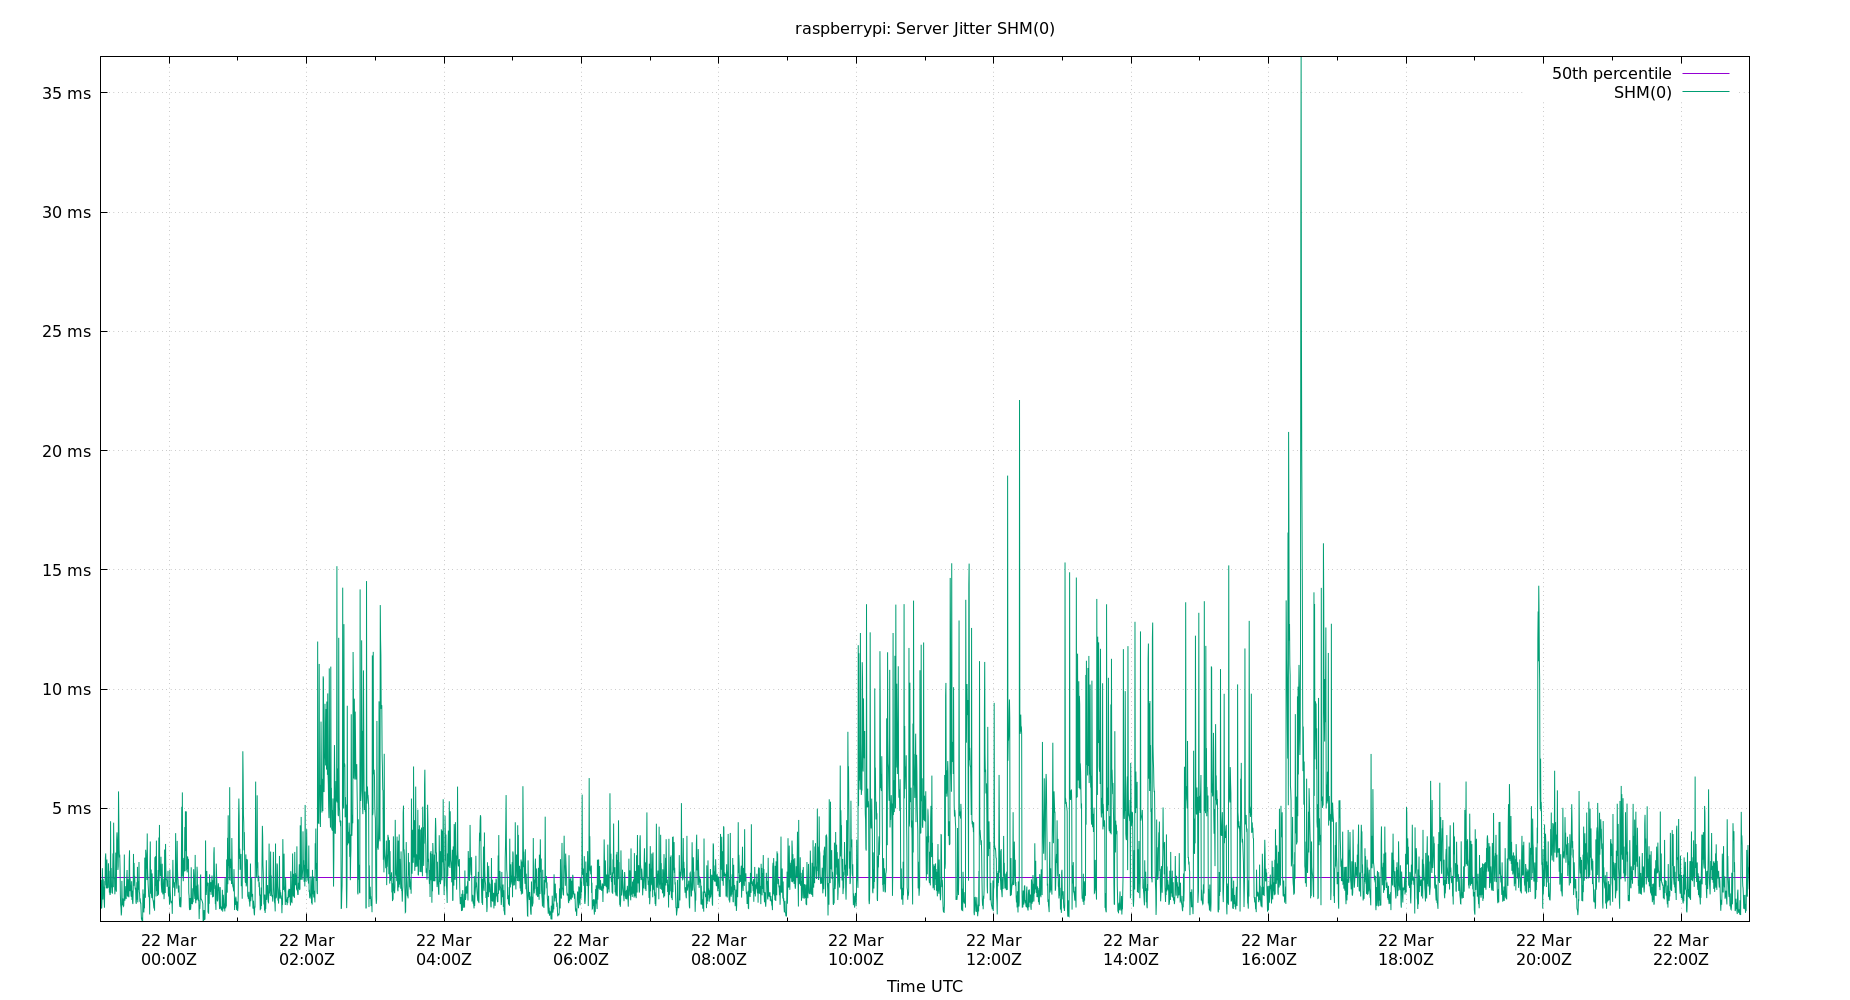 raspberrypi: Server Jitter SHM(0)
50th percentile
SHM(0)
35 ms
30 ms
25 ms
20 ms
15 ms
10 ms
5 ms
22 Mar 22 Mar 22 Mar 22 Mar 22 Mar 22 Mar 22 Mar 22 Mar 22 Mar 22 Mar 22 Mar 22 Mar
00:00Z 02:00Z 04:00Z 06:00Z 08:00Z 10:00Z 12:00Z 14:00Z 16:00Z 18:00Z 20:00Z 22:00Z
Time UTC